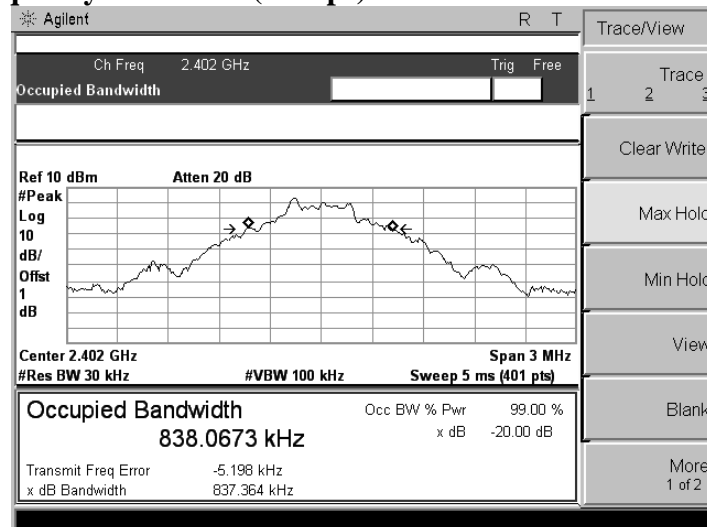 Agilent R T
Trace/View
Ch Freq 2.402 GHz Trig Free
Occupied Bandwidth
Trace
1 2 3
Clear Write
Max Hold
Min Hold
View
Blank
More
1 of 2
Ref 10 dBm Atten 20 dB
#Peak
Log
10
dB/
Offst
1
dB
Center 2.402 GHz Span 3 MHz
#Res BW 30 kHz #VBW 100 kHz Sweep 5 ms (401 pts)
Occupied Bandwidth Occ BW % Pwr 99.00 %
838.0673 kHz x dB -20.00 dB
Transmit Freq Error -5.198 kHz
x dB Bandwidth 837.364 kHz